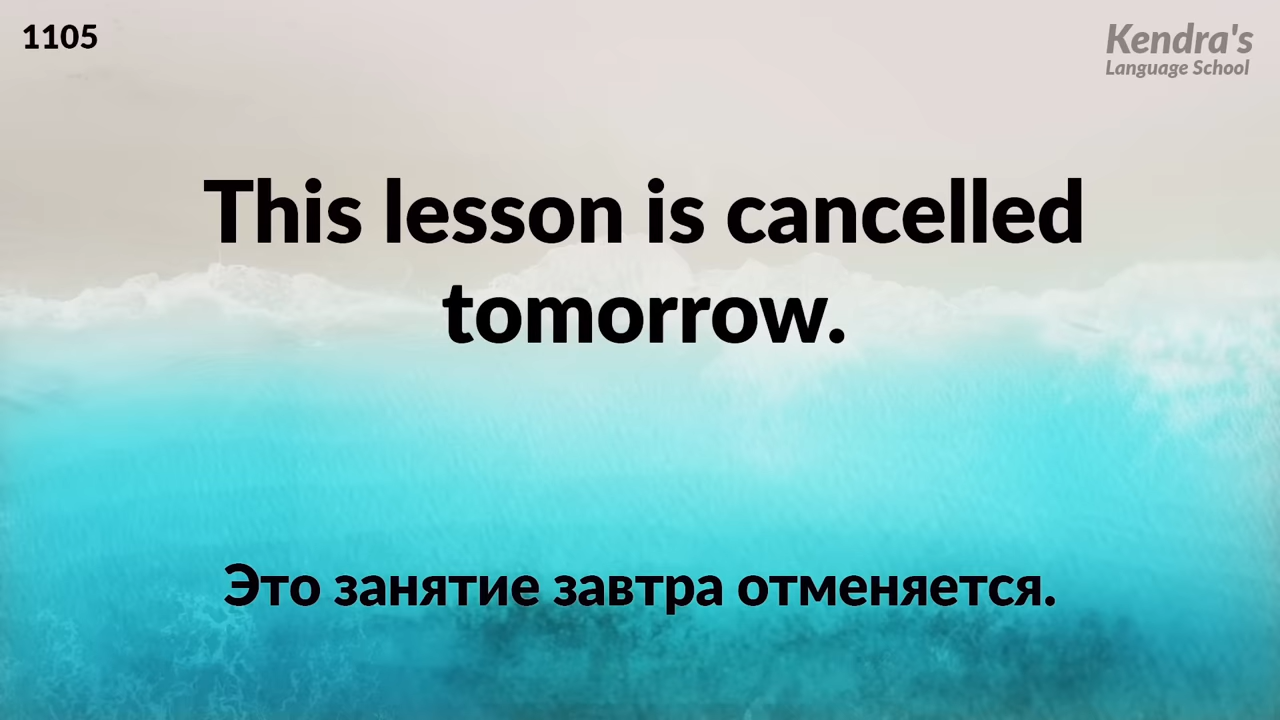 1105
Kendra's
Language School
This lesson is cancelled
tomorrow.
Это занятие завтра отменяется.